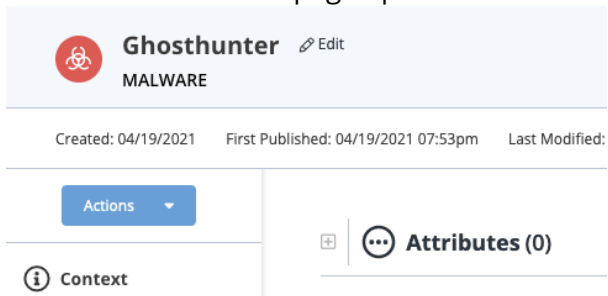 Ghosthunter Edit
MALWARE
Created: 04/19/2021 First Published: 04/19/2021 07:53pm Last Modified:
Actions
Attributes (0)
Context